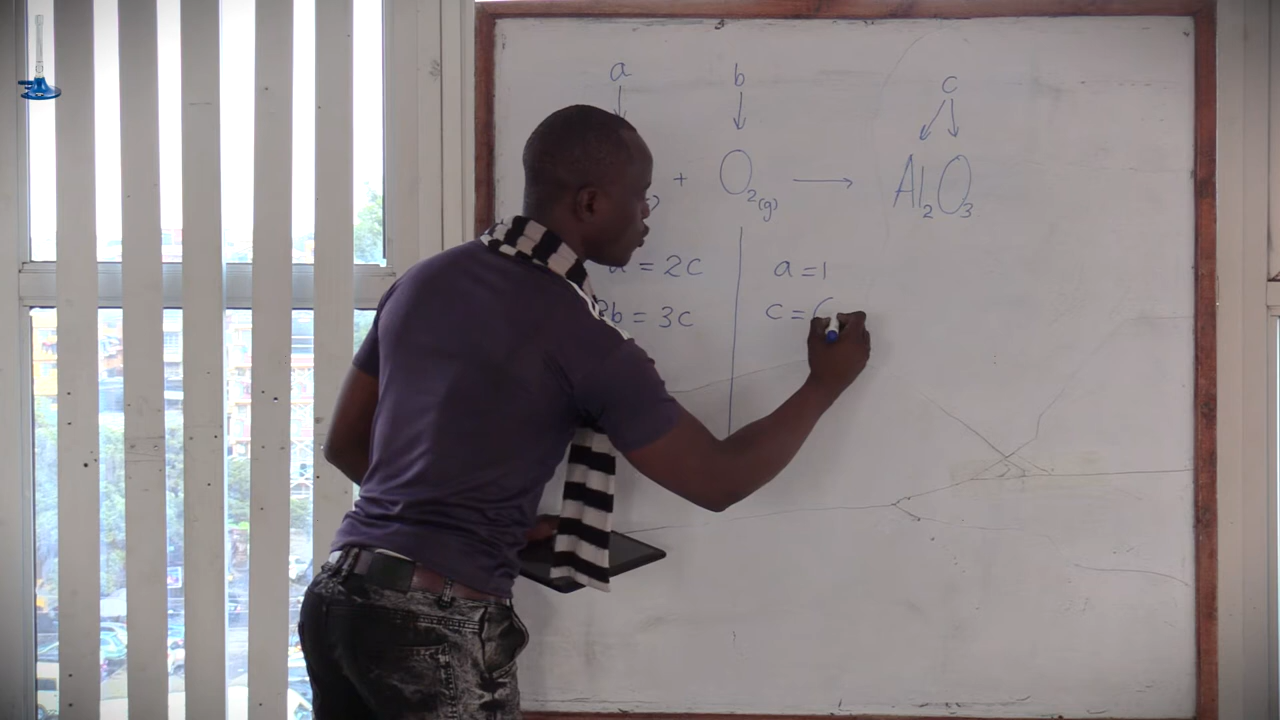 a b c
+ O₂(g) → Al₂O₃
a = 2c
2b = 3c
a = 1
c =